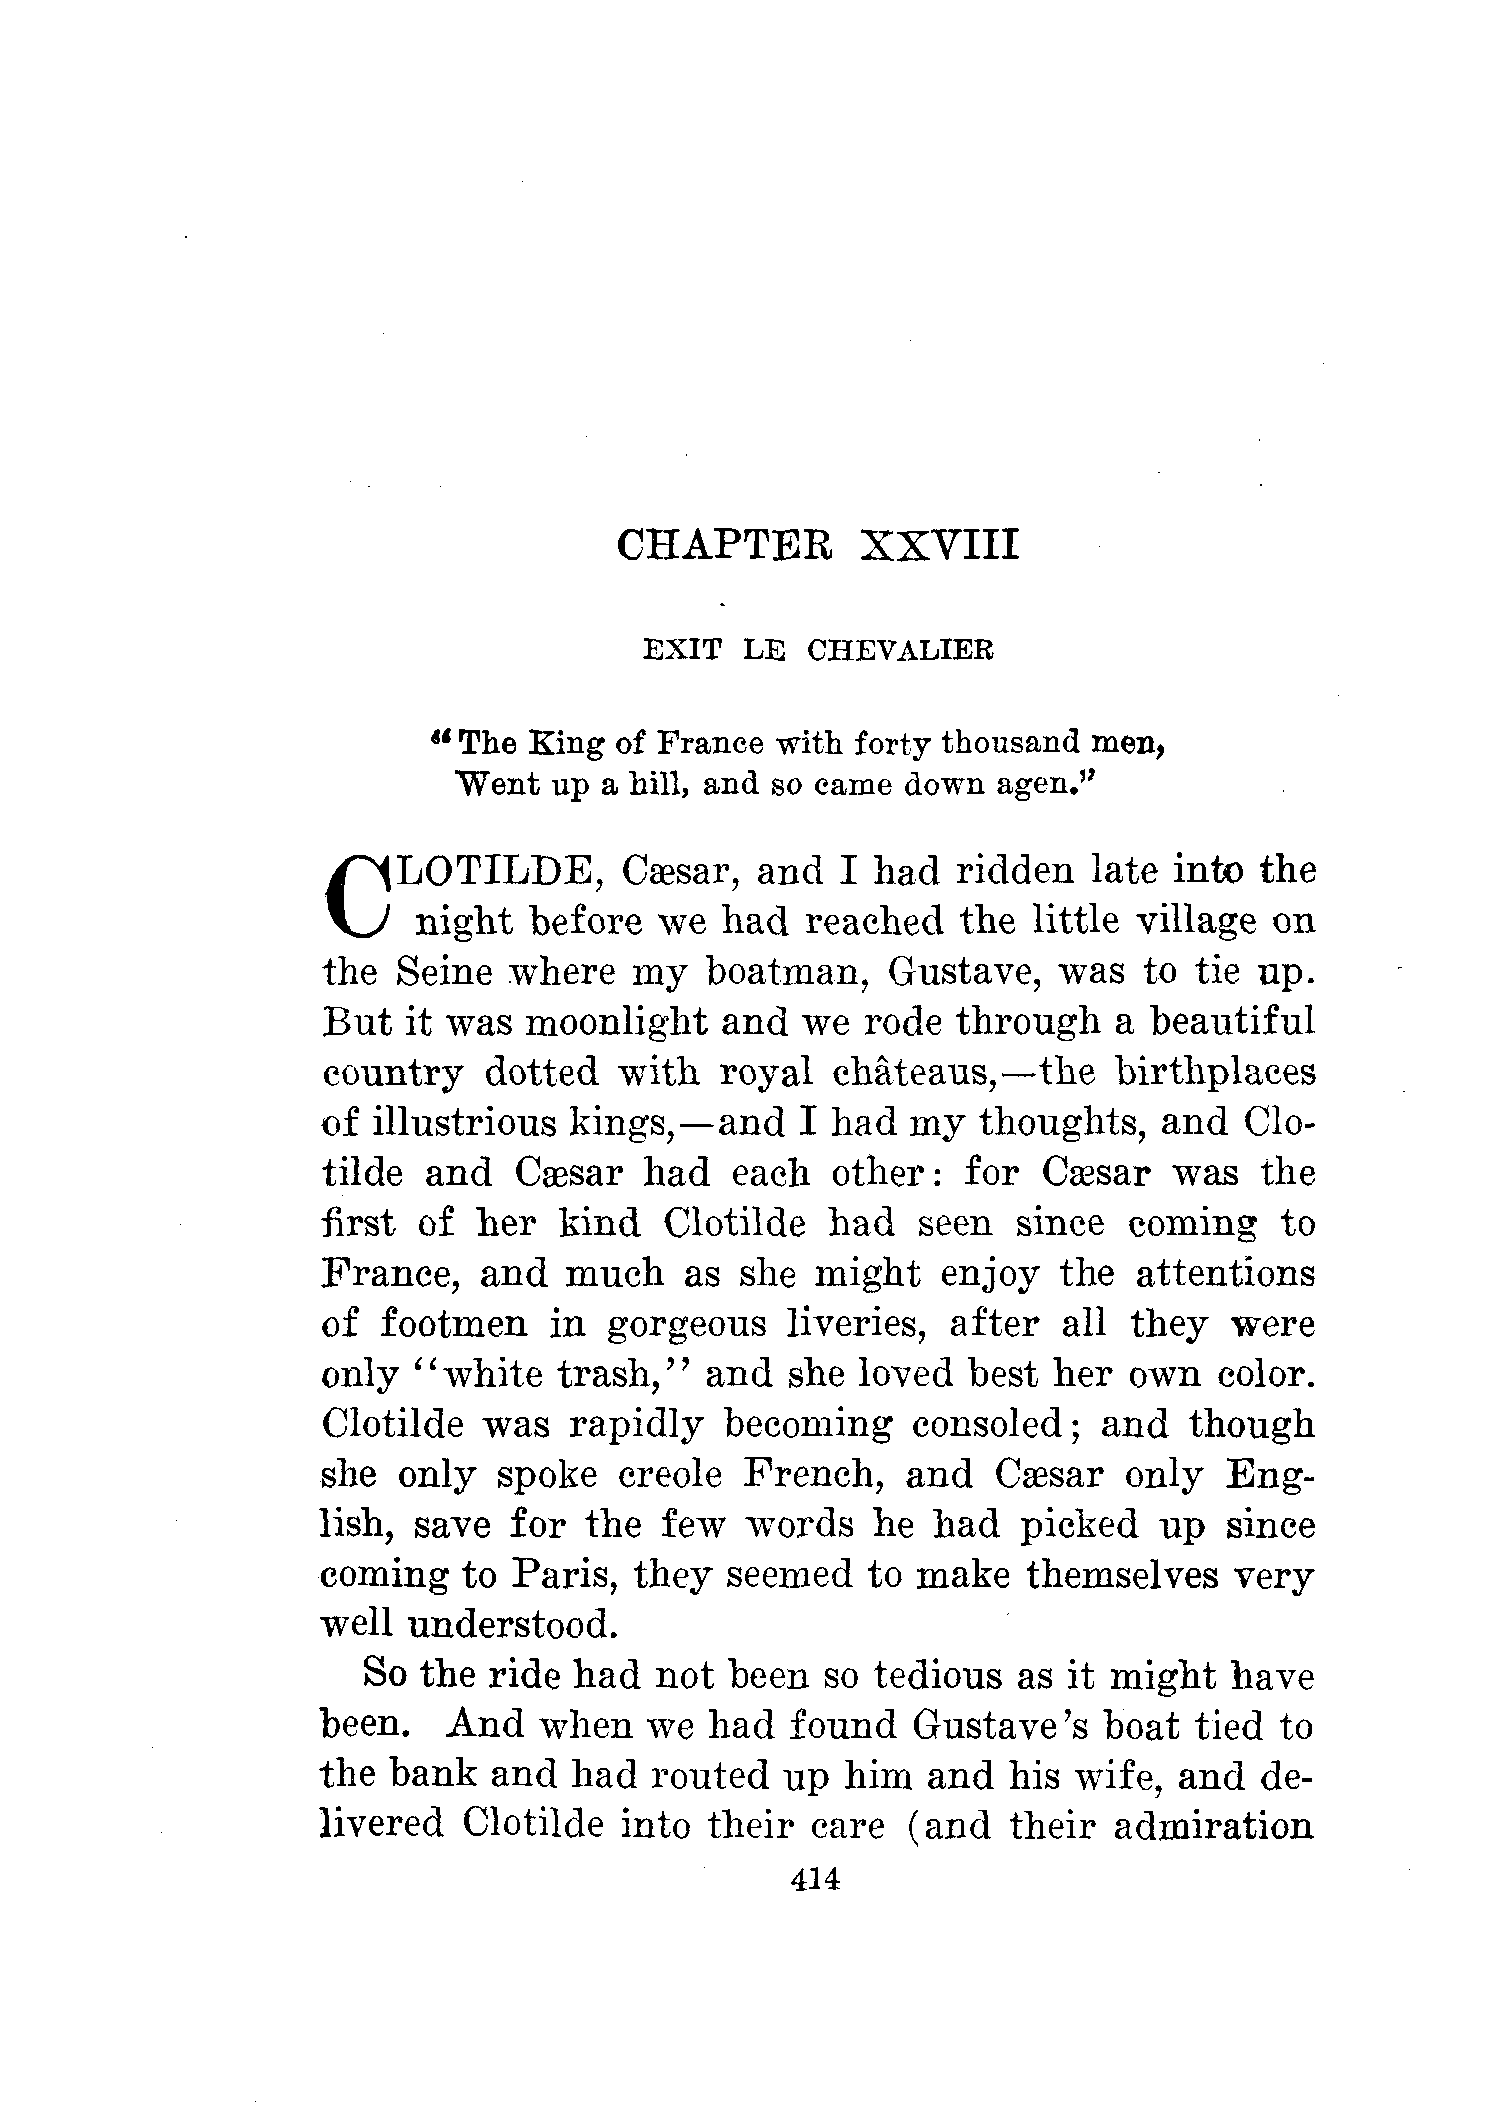 CHAPTER XXVIII
EXIT LE CHEVALIER
"The King of France with forty thousand men,
Went up a hill, and so came down agen."
CLOTILDE, Cæsar, and I had ridden late into the
night before we had reached the little village on
the Seine where my boatman, Gustave, was to tie up.
But it was moonlight and we rode through a beautiful
country dotted with royal châteaus,—the birthplaces
of illustrious kings,—and I had my thoughts, and Clo-
tilde and Cæsar had each other: for Cæsar was the
first of her kind Clotilde had seen since coming to
France, and much as she might enjoy the attentions
of footmen in gorgeous liveries, after all they were
only "white trash," and she loved best her own color.
Clotilde was rapidly becoming consoled; and though
she only spoke creole French, and Cæsar only Eng-
lish, save for the few words he had picked up since
coming to Paris, they seemed to make themselves very
well understood.
So the ride had not been so tedious as it might have
been. And when we had found Gustave's boat tied to
the bank and had routed up him and his wife, and de-
livered Clotilde into their care (and their admiration
414